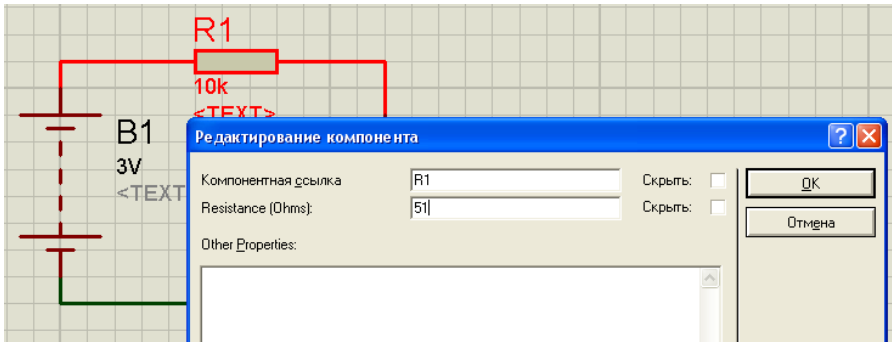 R1
10k
<TEXT>
B1
3V
<TEXT
Редактирование компонента
Компонентная ссылка
R1
Скрыть:
OK
Resistance (Ohms):
51
Скрыть:
Отмена
Other Properties: